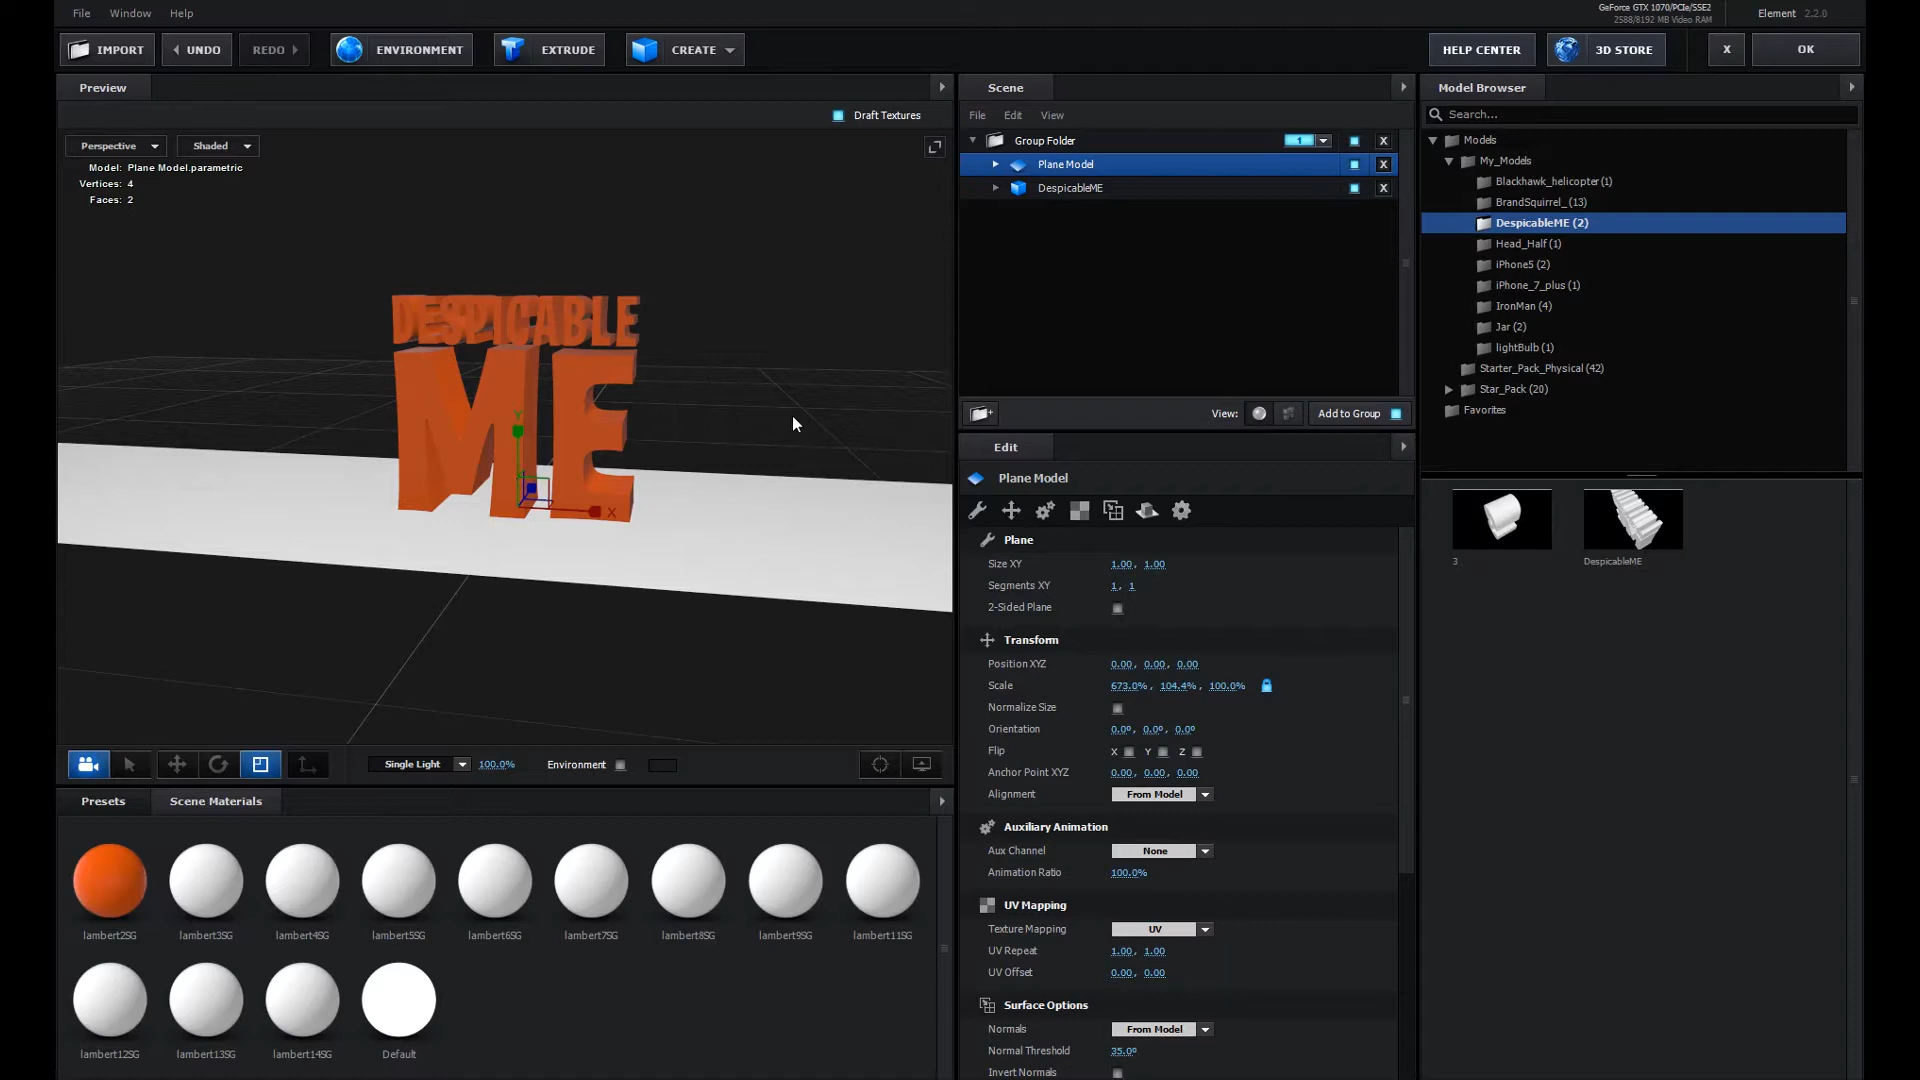 File Window Help
GeForce GTX 1070/PCIe/SSE2
2588/8192 MB Video RAM
Element 2.2.0
IMPORT UNDO REDO ENVIRONMENT EXTRUDE CREATE HELP CENTER 3D STORE X OK
Preview
Draft Textures
Perspective Shaded
Model: Plane Model.parametric
Vertices: 4
Faces: 2
DESPICABLE
ME
Y
X
Single Light 100.0% Environment
Presets Scene Materials
lambert2SG lambert3SG lambert4SG lambert5SG lambert6SG lambert7SG lambert8SG lambert9SG lambert11SG
lambert12SG lambert13SG lambert14SG Default
Scene
File Edit View
Group Folder 1 X
Plane Model X
DespicableME X
View: Add to Group
Edit
Plane Model
Plane
Size XY 1.00, 1.00
Segments XY 1, 1
2-Sided Plane
Transform
Position XYZ 0.00, 0.00, 0.00
Scale 673.0%, 104.4%, 100.0%
Normalize Size
Orientation 0.0º, 0.0º, 0.0º
Flip X Y Z
Anchor Point XYZ 0.00, 0.00, 0.00
Alignment From Model
Auxiliary Animation
Aux Channel None
Animation Ratio 100.0%
UV Mapping
Texture Mapping UV
UV Repeat 1.00, 1.00
UV Offset 0.00, 0.00
Surface Options
Normals From Model
Normal Threshold 35.0º
Invert Normals
Model Browser
Search...
Models
My_Models
Blackhawk_helicopter (1)
BrandSquirrel_ (13)
DespicableME (2)
Head_Half (1)
iPhone5 (2)
iPhone_7_plus (1)
IronMan (4)
Jar (2)
lightBulb (1)
Starter_Pack_Physical (42)
Star_Pack (20)
Favorites
3 DespicableME